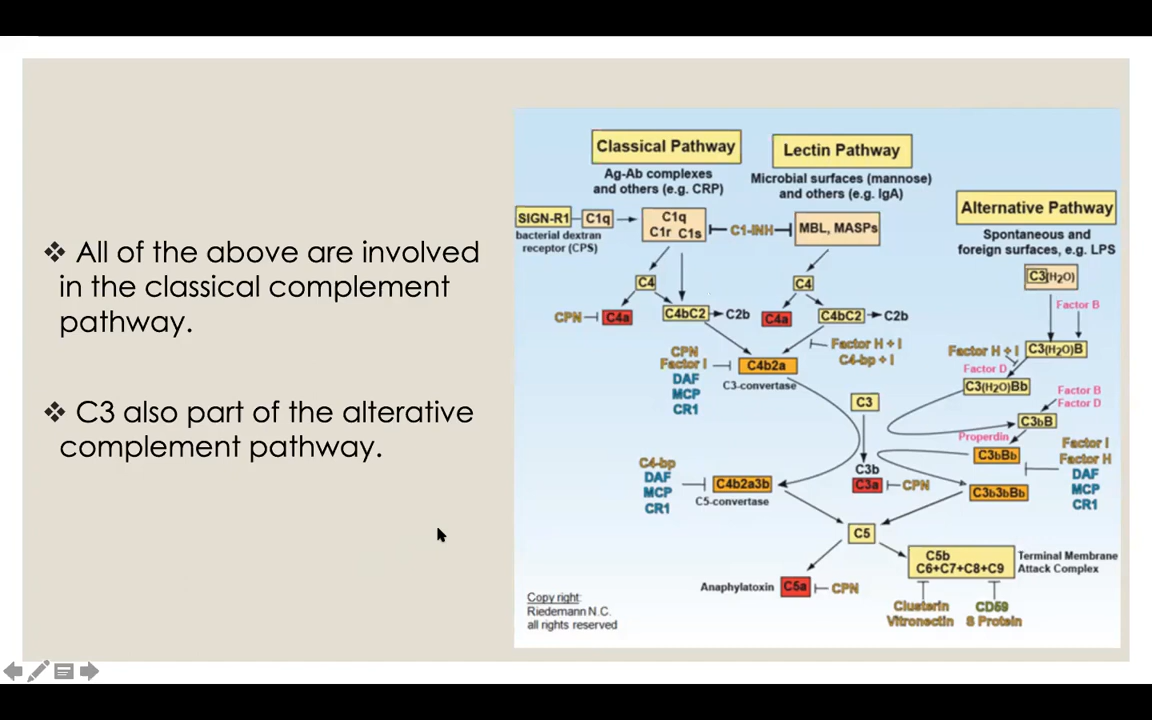 ❖ All of the above are involved
in the classical complement
pathway.
❖ C3 also part of the alterative
complement pathway.
Classical Pathway
Ag-Ab complexes
and others (e.g. CRP)
Lectin Pathway
Microbial surfaces (mannose)
and others (e.g. IgA)
Alternative Pathway
Spontaneous and
foreign surfaces, e.g. LPS
SIGN-R1 C1q
bacterial dextran
receptor (CPS)
C1q
C1r C1s
C1-INH
MBL, MASPs
C3(H2O)
Factor B
C4
C4
CPN
C4a
C4bC2
C2b
C4a
C4bC2
C2b
Factor H + I
C4-bp + I
Factor H + I
C3(H2O)B
Factor D
C3(H2O)Bb
CPN
Factor I
DAF
MCP
CR1
C4b2a
C3-convertase
C3
Factor B
Factor D
C3bB
Properdin
C3bBb
Factor I
Factor H
DAF
MCP
CR1
C4-bp
DAF
MCP
CR1
C4b2a3b
C5-convertase
C3b
C3a
CPN
C3b3bBb
C5
C5b
C6+C7+C8+C9
Terminal Membrane
Attack Complex
Anaphylatoxin
C5a
CPN
Clusterin
Vitronectin
CD59
S Protein
Copy right:
Riedemann N.C.
all rights reserved